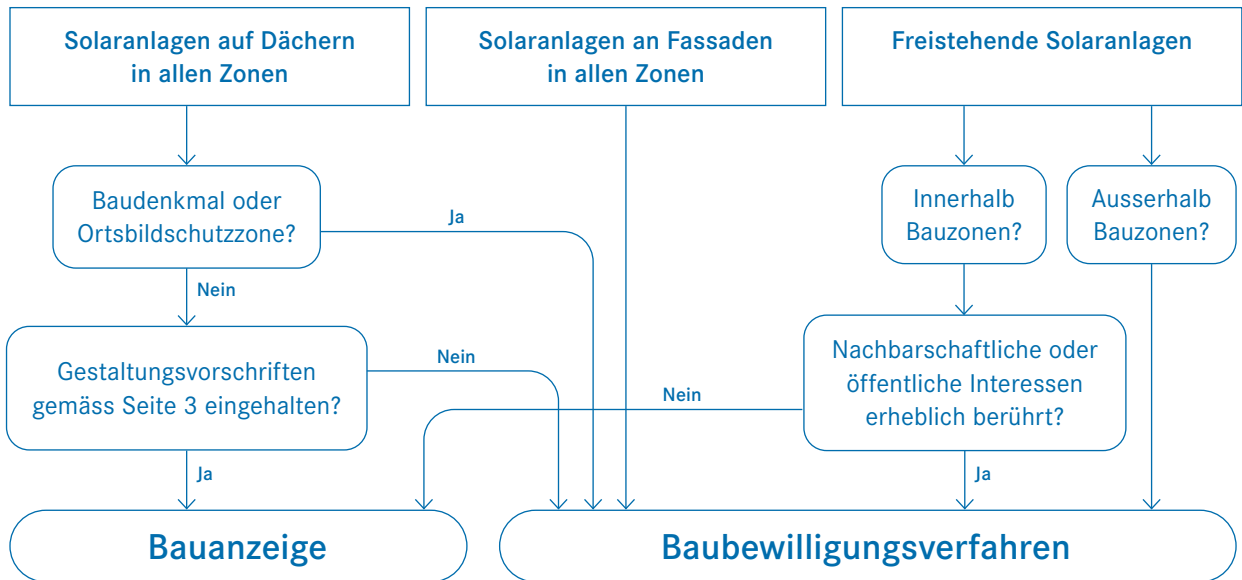 Solaranlagen auf Dächern
in allen Zonen
Solaranlagen an Fassaden
in allen Zonen
Freistehende Solaranlagen
Baudenkmal oder
Ortsbildschutzzone?
Ja
Innerhalb
Bauzonen?
Ausserhalb
Bauzonen?
Nein
Gestaltungsvorschriften
gemäss Seite 3 eingehalten?
Nein
Nachbarschaftliche oder
öffentliche Interessen
erheblich berührt?
Nein
Ja
Ja
Bauanzeige
Baubewilligungsverfahren